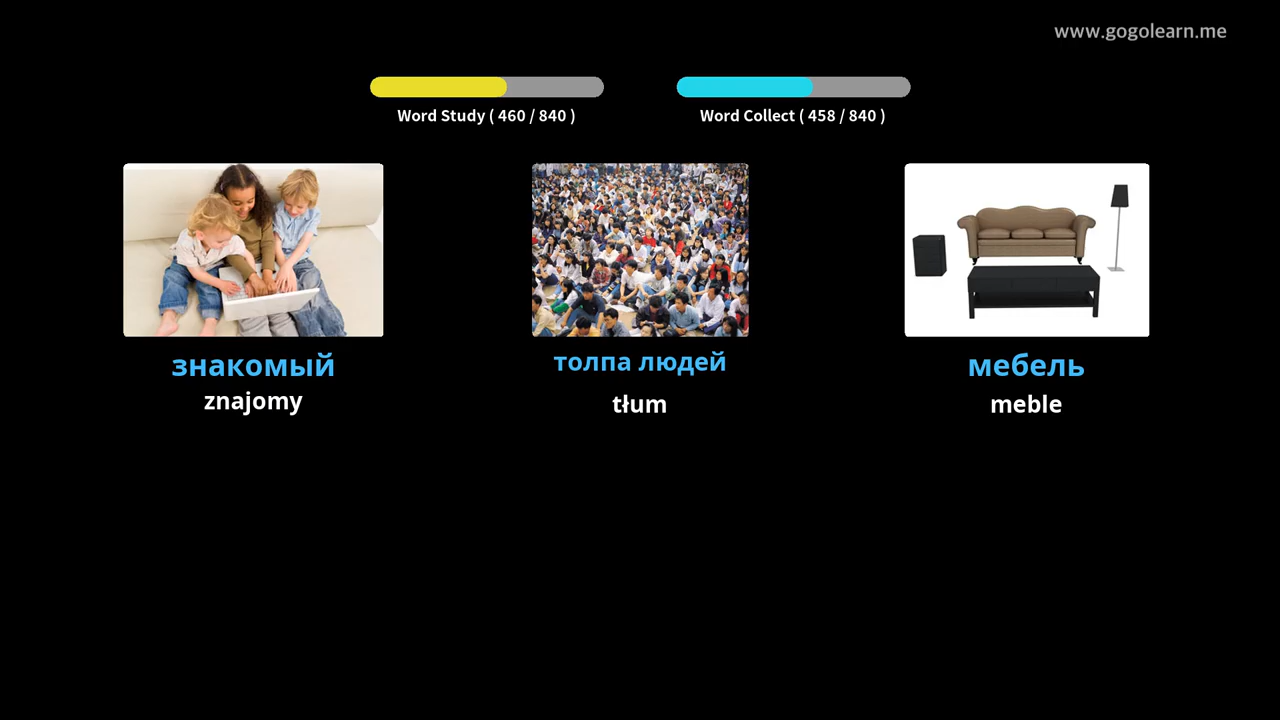 www.gogolearn.me
Word Study ( 460 / 840 )
Word Collect ( 458 / 840 )
знакомый
znajomy
толпа людей
tłum
мебель
meble